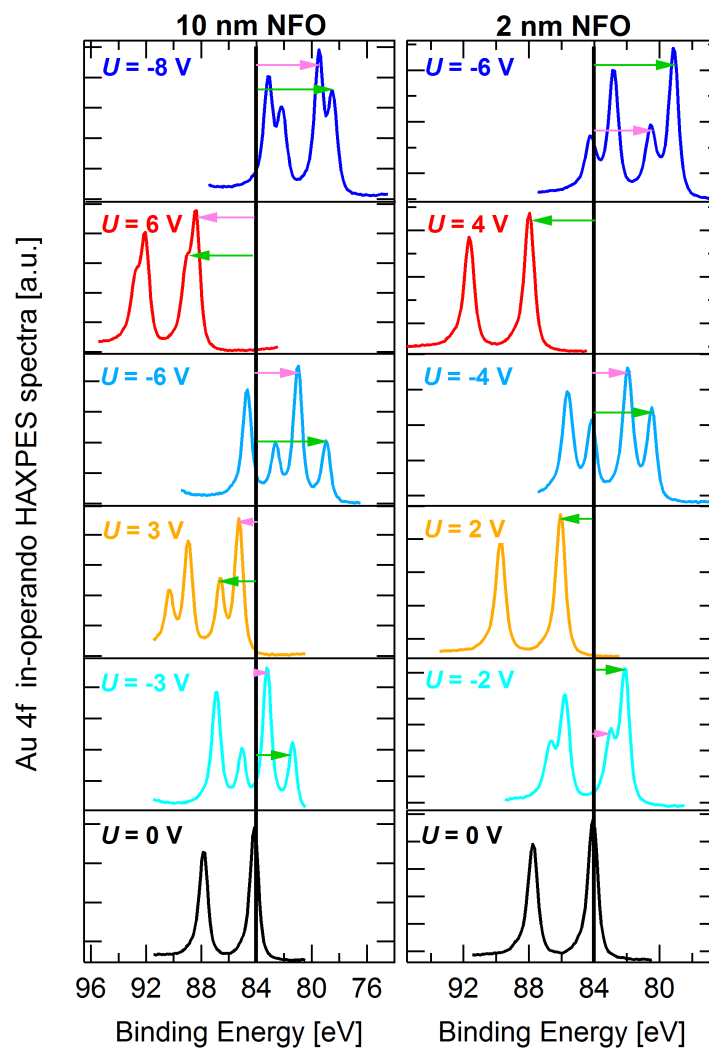 10 nm NFO
2 nm NFO
U = -8 V
U = -6 V
U = 6 V
U = 4 V
U = -6 V
U = -4 V
U = 3 V
U = 2 V
U = -3 V
U = -2 V
U = 0 V
U = 0 V
Au 4f in-operando HAXPES spectra [a.u.]
96 92 88 84 80 76
92 88 84 80
Binding Energy [eV]
Binding Energy [eV]